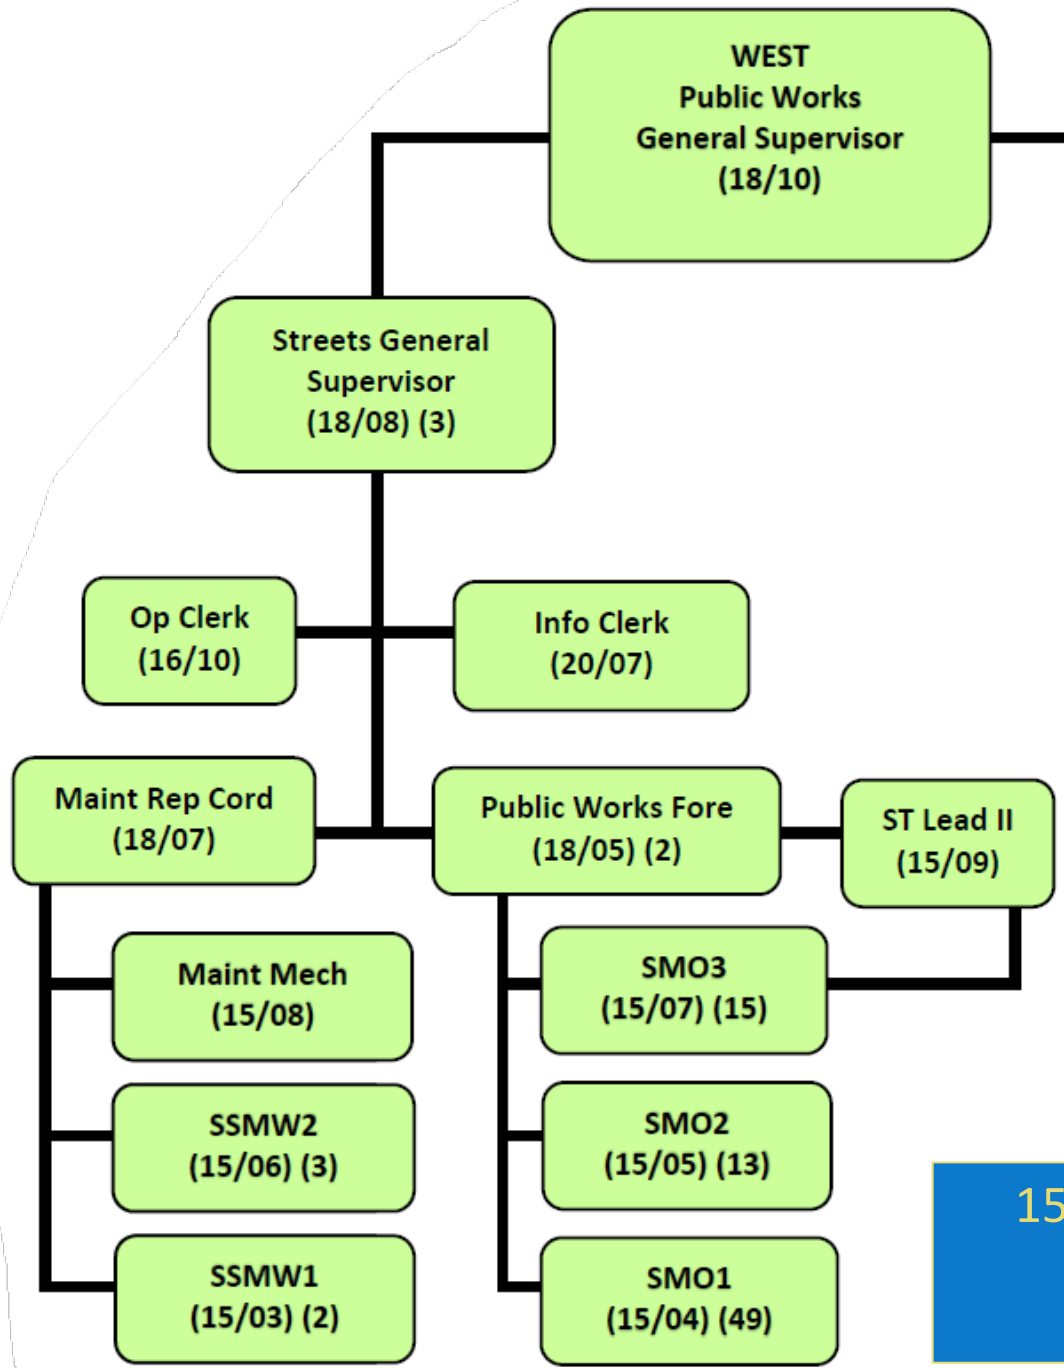 WEST
Public Works
General Supervisor
(18/10)
Streets General
Supervisor
(18/08) (3)
Op Clerk
(16/10)
Info Clerk
(20/07)
Maint Rep Cord
(18/07)
Public Works Fore
(18/05) (2)
ST Lead II
(15/09)
Maint Mech
(15/08)
SMO3
(15/07) (15)
SSMW2
(15/06) (3)
SMO2
(15/05) (13)
SSMW1
(15/03) (2)
SMO1
(15/04) (49)
15